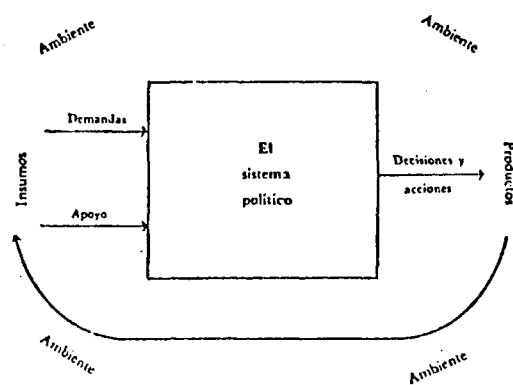 Ambiente
Ambiente
Demandas
El
sistema
político
Decisiones y
acciones
Insumos
Productos
Apoyo
Ambiente
Ambiente